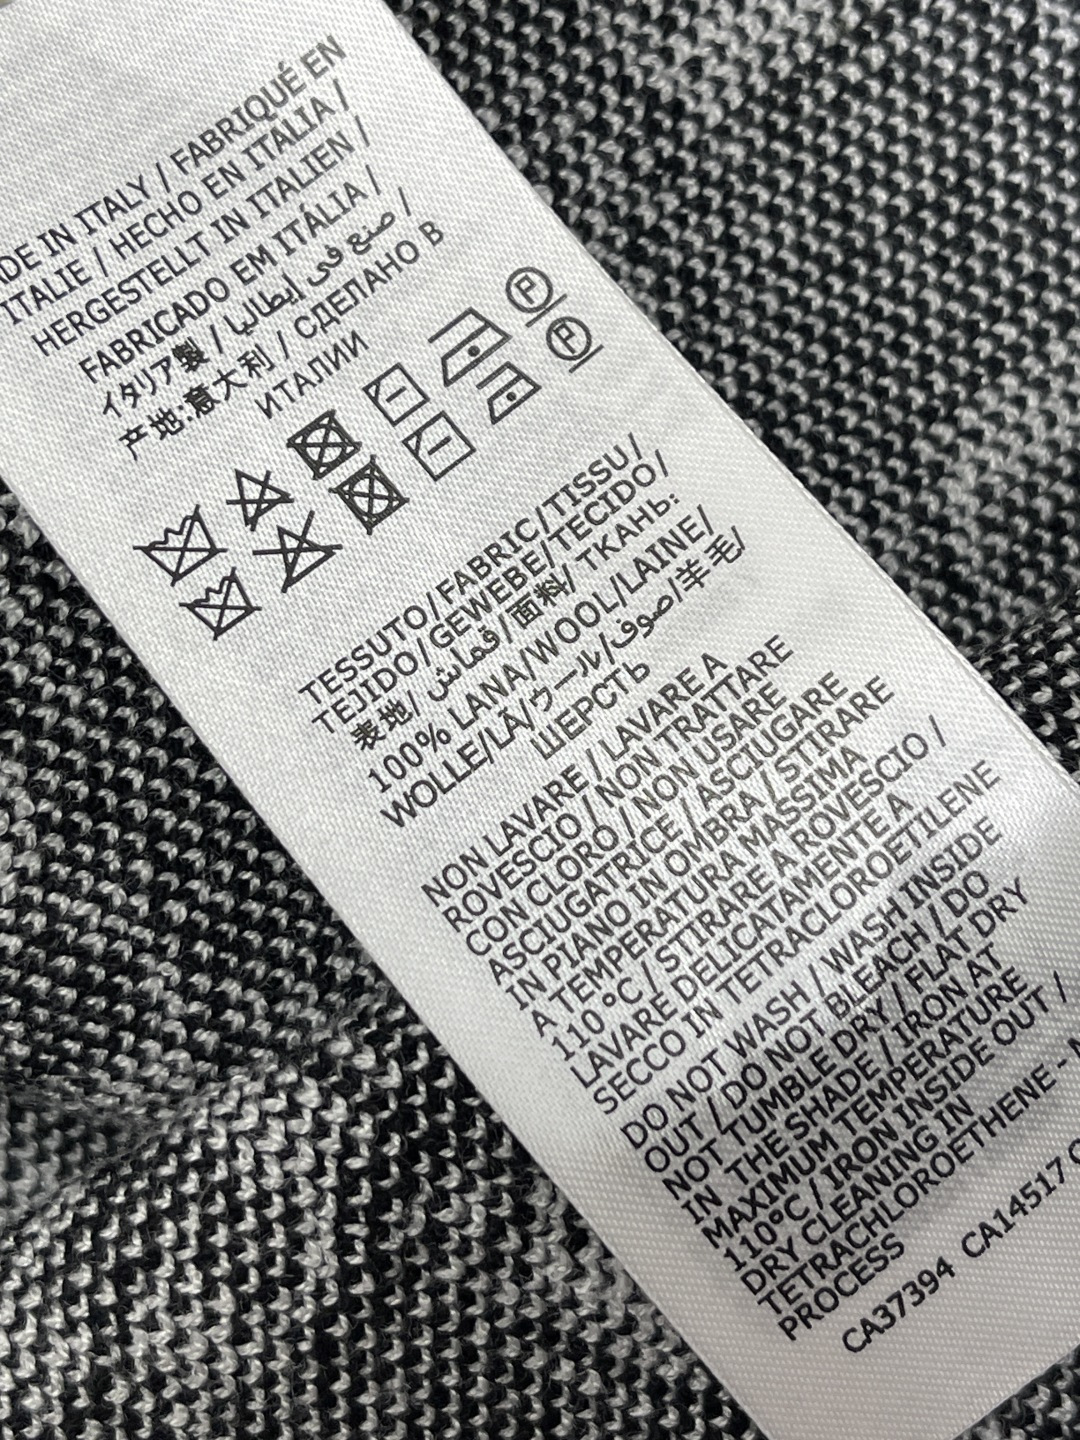 MADE IN ITALY / FABRIQUÉ EN
ITALIE / HECHO EN ITALIA /
HERGESTELLT IN ITALIEN /
FABRICADO EM ITÁLIA /
イタリア製 / صنع في إيطاليا /
产地:意大利 / СДЕЛАНО В
ИТАЛИИ
P
P
TESSUTO/FABRIC/TISSU/
TEJIDO/GEWEBE/TECIDO/
表地/قماش/面料/ ТКАНЬ:
100% LANA/WOOL/LAINE/
WOLLE/LÃ/ウール/صوف/羊毛/
ШЕРСТЬ
NON LAVARE / LAVARE A
ROVESCIO / NON TRATTARE
CON CLORO / NON USARE
ASCIUGATRICE / ASCIUGARE
IN PIANO IN OMBRA / STIRARE
A TEMPERATURA MASSIMA
110°C / STIRARE A ROVESCIO /
LAVARE DELICATAMENTE A
SECCO IN TETRACLOROETILENE
DO NOT WASH / WASH INSIDE
OUT / DO NOT BLEACH / DO
NOT TUMBLE DRY / FLAT DRY
IN THE SHADE / IRON AT
MAXIMUM TEMPERATURE
110°C / IRON INSIDE OUT /
DRY CLEANING IN
TETRACHLOROETHENE -
PROCESS
CA37394 CA14517